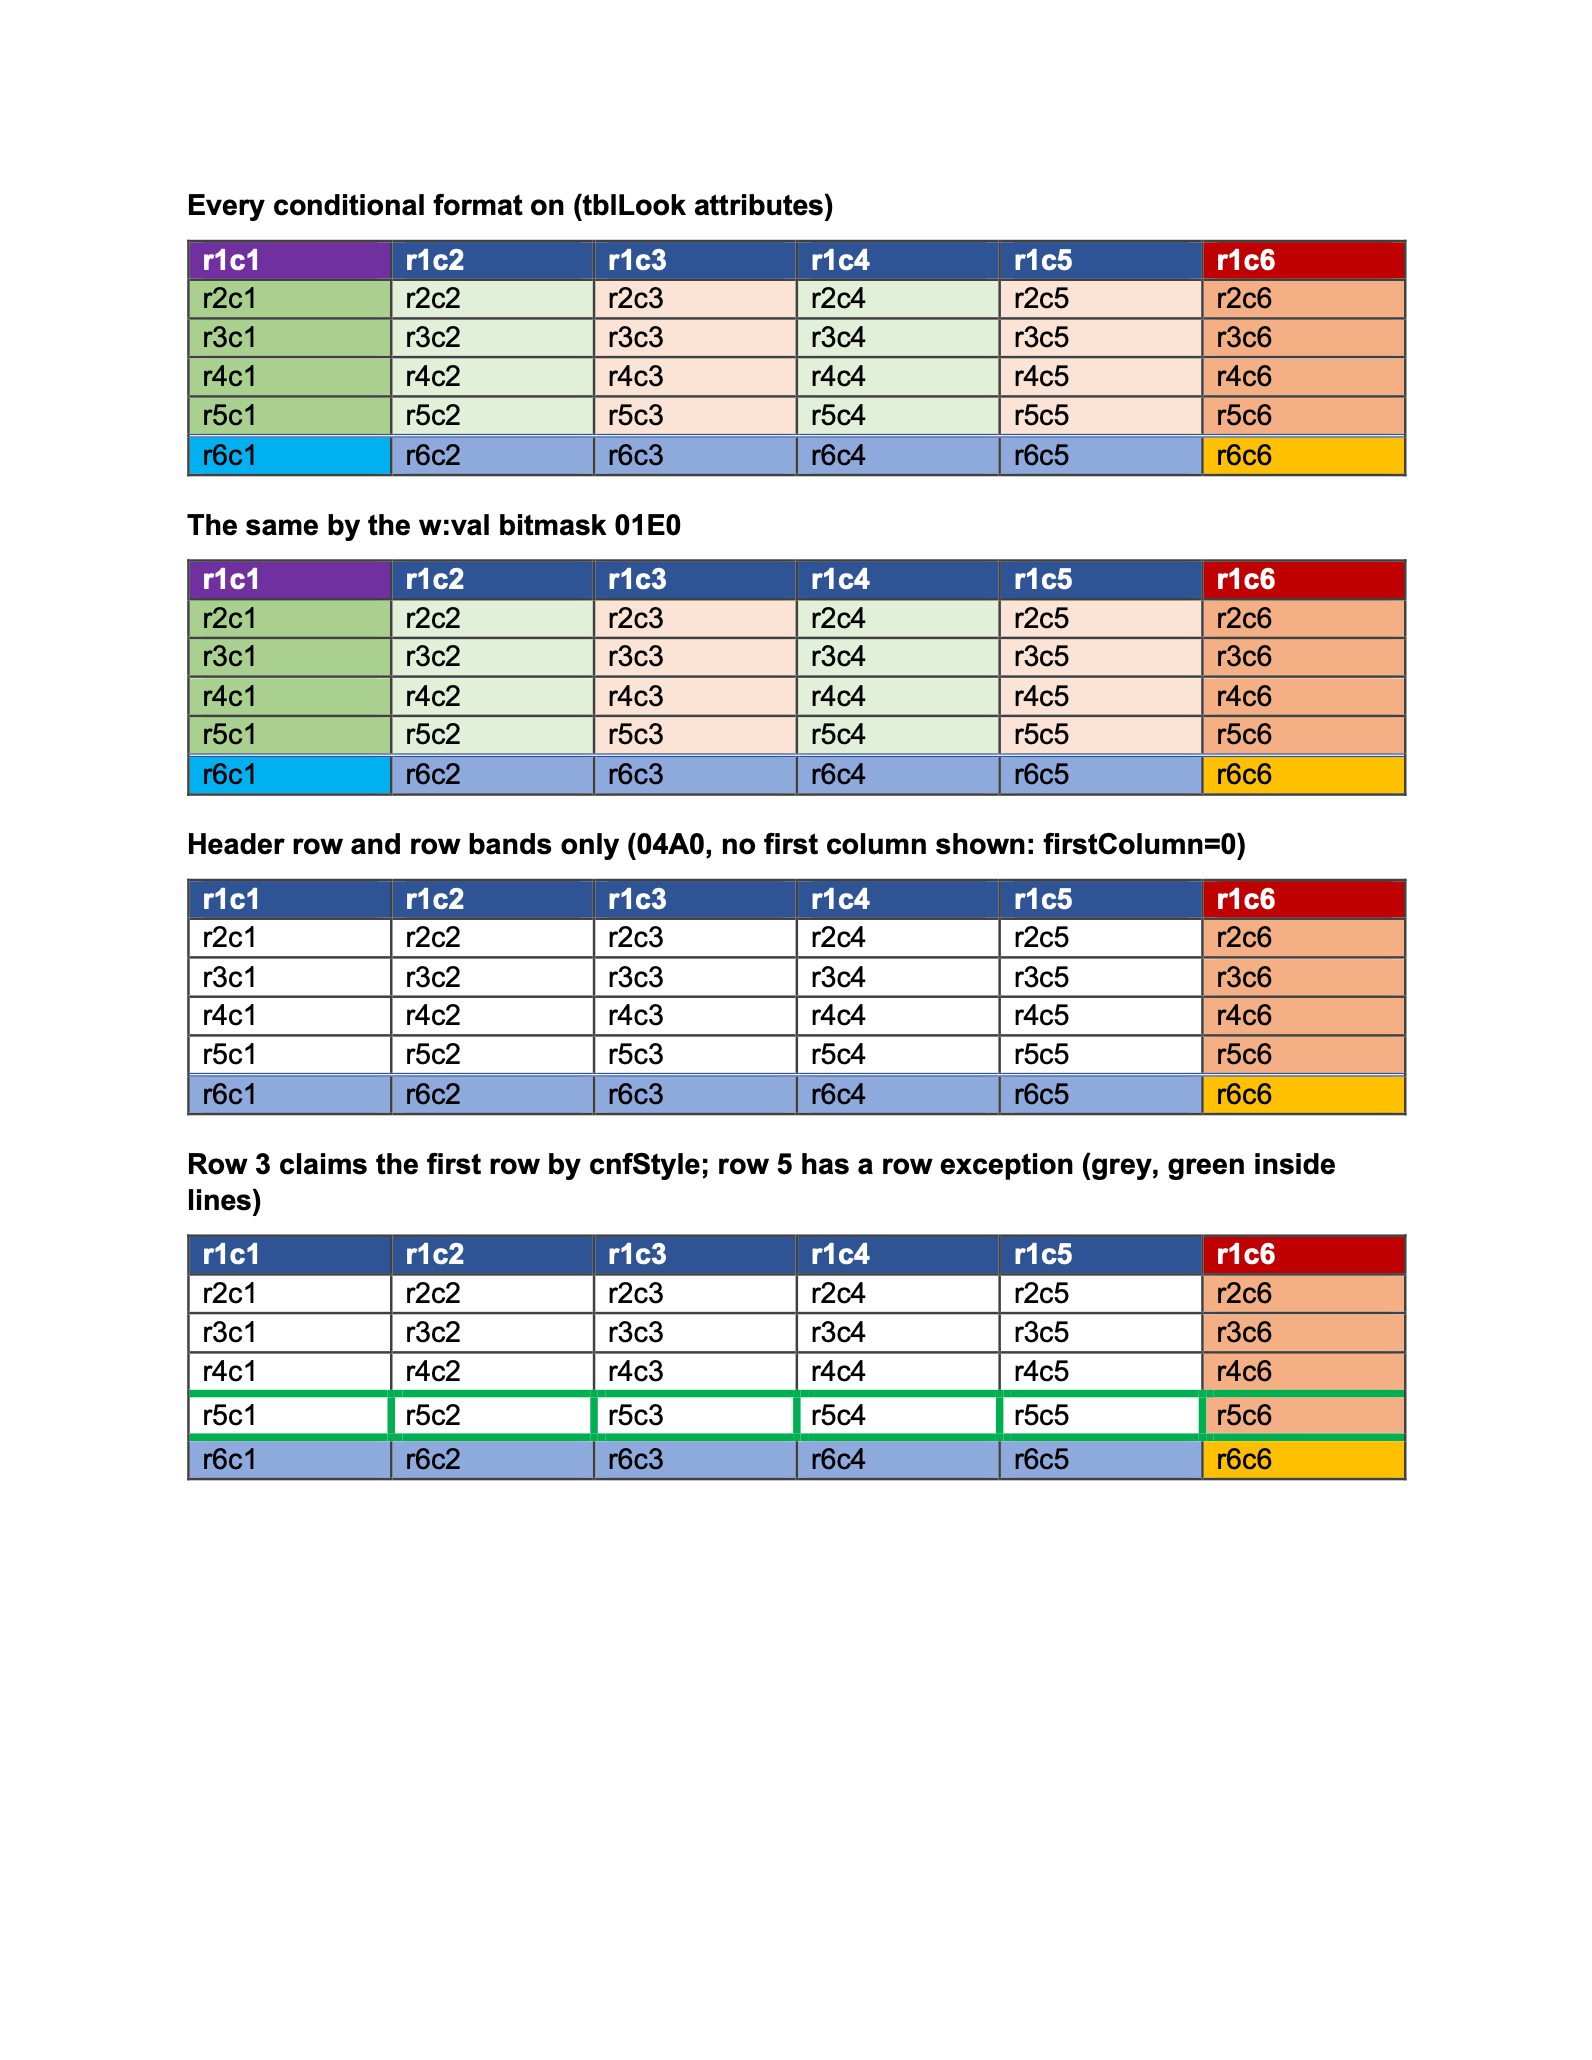 Every conditional format on (tblLook attributes)
r1c1 r1c2 r1c3 r1c4 r1c5 r1c6
r2c1 r2c2 r2c3 r2c4 r2c5 r2c6
r3c1 r3c2 r3c3 r3c4 r3c5 r3c6
r4c1 r4c2 r4c3 r4c4 r4c5 r4c6
r5c1 r5c2 r5c3 r5c4 r5c5 r5c6
r6c1 r6c2 r6c3 r6c4 r6c5 r6c6
The same by the w:val bitmask 01E0
r1c1 r1c2 r1c3 r1c4 r1c5 r1c6
r2c1 r2c2 r2c3 r2c4 r2c5 r2c6
r3c1 r3c2 r3c3 r3c4 r3c5 r3c6
r4c1 r4c2 r4c3 r4c4 r4c5 r4c6
r5c1 r5c2 r5c3 r5c4 r5c5 r5c6
r6c1 r6c2 r6c3 r6c4 r6c5 r6c6
Header row and row bands only (04A0, no first column shown: firstColumn=0)
r1c1 r1c2 r1c3 r1c4 r1c5 r1c6
r2c1 r2c2 r2c3 r2c4 r2c5 r2c6
r3c1 r3c2 r3c3 r3c4 r3c5 r3c6
r4c1 r4c2 r4c3 r4c4 r4c5 r4c6
r5c1 r5c2 r5c3 r5c4 r5c5 r5c6
r6c1 r6c2 r6c3 r6c4 r6c5 r6c6
Row 3 claims the first row by cnfStyle; row 5 has a row exception (grey, green inside
lines)
r1c1 r1c2 r1c3 r1c4 r1c5 r1c6
r2c1 r2c2 r2c3 r2c4 r2c5 r2c6
r3c1 r3c2 r3c3 r3c4 r3c5 r3c6
r4c1 r4c2 r4c3 r4c4 r4c5 r4c6
r5c1 r5c2 r5c3 r5c4 r5c5 r5c6
r6c1 r6c2 r6c3 r6c4 r6c5 r6c6